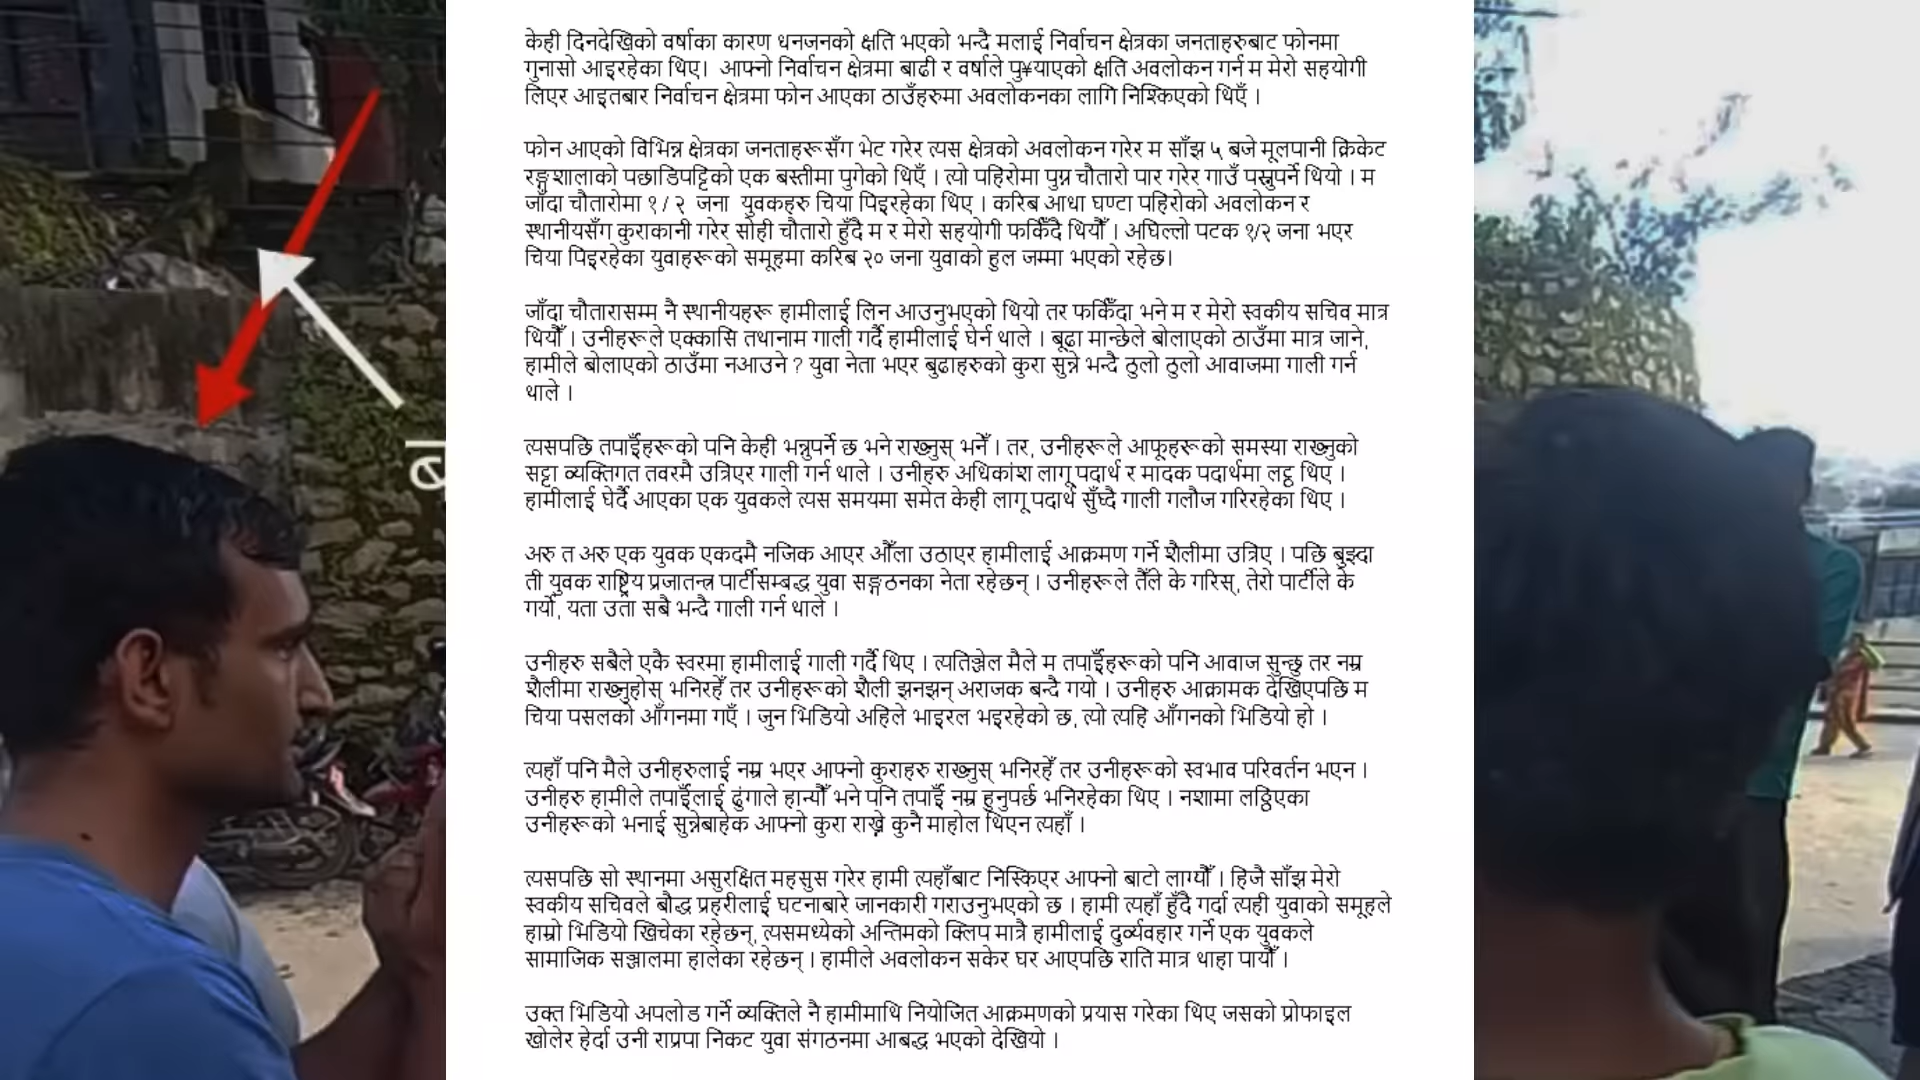 केही दिनदेखिको वर्षाका कारण धनजनको क्षति भएको भन्दै मलाई निर्वाचन क्षेत्रका जनताहरुबाट फोनमा
गुनासो आइरहेका थिए।  आफ्नो निर्वाचन क्षेत्रमा बाढी र वर्षाले पु¥याएको क्षति अवलोकन गर्न म मेरो सहयोगी
लिएर आइतबार निर्वाचन क्षेत्रमा फोन आएका ठाउँहरुमा अवलोकनका लागि निश्किएको थिएँ ।
फोन आएको विभिन्न क्षेत्रका जनताहरूसँग भेट गरेर त्यस क्षेत्रको अवलोकन गरेर म साँझ ५ बजे मूलपानी क्रिकेट
रङ्गशालाको पछाडिपट्टिको एक बस्तीमा पुगेको थिएँ । त्यो पहिरोमा पुग्न चौतारो पार गरेर गाउँ पस्नुपर्ने थियो । म
जाँदा चौतारोमा १ / २  जना  युवकहरु चिया पिइरहेका थिए । करिब आधा घण्टा पहिरोको अवलोकन र
स्थानीयसँग कुराकानी गरेर सोही चौतारो हुँदै म र मेरो सहयोगी फर्किँदै थियौँ । अघिल्लो पटक १/२ जना भएर
चिया पिइरहेका युवाहरूको समूहमा करिब २० जना युवाको हुल जम्मा भएको रहेछ।
जाँदा चौतारासम्म नै स्थानीयहरू हामीलाई लिन आउनुभएको थियो तर फर्किँदा भने म र मेरो स्वकीय सचिव मात्र
थियौँ । उनीहरूले एक्कासि तथानाम गाली गर्दै हामीलाई घेर्न थाले । बूढा मान्छेले बोलाएको ठाउँमा मात्र जाने,
हामीले बोलाएको ठाउँमा नआउने ? युवा नेता भएर बुढाहरुको कुरा सुन्ने भन्दै ठुलो ठुलो आवाजमा गाली गर्न
थाले ।
त्यसपछि तपाईँहरूको पनि केही भन्नुपर्ने छ भने राख्नुस् भनेँ । तर, उनीहरूले आफूहरूको समस्या राख्नुको
सट्टा व्यक्तिगत तवरमै उत्रिएर गाली गर्न थाले । उनीहरु अधिकांश लागू पदार्थ र मादक पदार्थमा लट्ठ थिए ।
हामीलाई घेर्दै आएका एक युवकले त्यस समयमा समेत केही लागू पदार्थ सुँघ्दै गाली गलौज गरिरहेका थिए ।
अरु त अरु एक युवक एकदमै नजिक आएर औँला उठाएर हामीलाई आक्रमण गर्ने शैलीमा उत्रिए । पछि बुझ्दा
ती युवक राष्ट्रिय प्रजातन्त्र पार्टीसम्बद्ध युवा सङ्गठनका नेता रहेछन् । उनीहरूले तैँले के गरिस्, तेरो पार्टीले के
गर्यो, यता उता सबै भन्दै गाली गर्न थाले ।
उनीहरु सबैले एकै स्वरमा हामीलाई गाली गर्दै थिए । त्यतिञ्जेल मैले म तपाईँहरूको पनि आवाज सुन्छु तर नम्र
शैलीमा राख्नुहोस् भनिरहेँ तर उनीहरूको शैली झनझन् अराजक बन्दै गयो । उनीहरु आक्रामक देखिएपछि म
चिया पसलको आँगनमा गएँ । जुन भिडियो अहिले भाइरल भइरहेको छ, त्यो त्यहि आँगनको भिडियो हो ।
त्यहाँ पनि मैले उनीहरुलाई नम्र भएर आफ्नो कुराहरु राख्नुस् भनिरहेँ तर उनीहरूको स्वभाव परिवर्तन भएन ।
उनीहरु हामीले तपाईँलाई ढुंगाले हान्यौँ भने पनि तपाईँ नम्र हुनुपर्छ भनिरहेका थिए । नशामा लठ्ठिएका
उनीहरूको भनाई सुन्नेबाहेक आफ्नो कुरा राख्ने कुनै माहोल थिएन त्यहाँ ।
त्यसपछि सो स्थानमा असुरक्षित महसुस गरेर हामी त्यहाँबाट निस्किएर आफ्नो बाटो लाग्यौँ । हिजै साँझ मेरो
स्वकीय सचिवले बौद्ध प्रहरीलाई घटनाबारे जानकारी गराउनुभएको छ । हामी त्यहाँ हुँदै गर्दा त्यही युवाको समूहले
हाम्रो भिडियो खिचेका रहेछन्, त्यसमध्येको अन्तिमको क्लिप मात्रै हामीलाई दुर्व्यवहार गर्ने एक युवकले
सामाजिक सञ्जालमा हालेका रहेछन् । हामीले अवलोकन सकेर घर आएपछि राति मात्र थाहा पायौँ ।
उक्त भिडियो अपलोड गर्ने व्यक्तिले नै हामीमाथि नियोजित आक्रमणको प्रयास गरेका थिए जसको प्रोफाइल
खोलेर हेर्दा उनी राप्रपा निकट युवा संगठनमा आबद्ध भएको देखियो ।